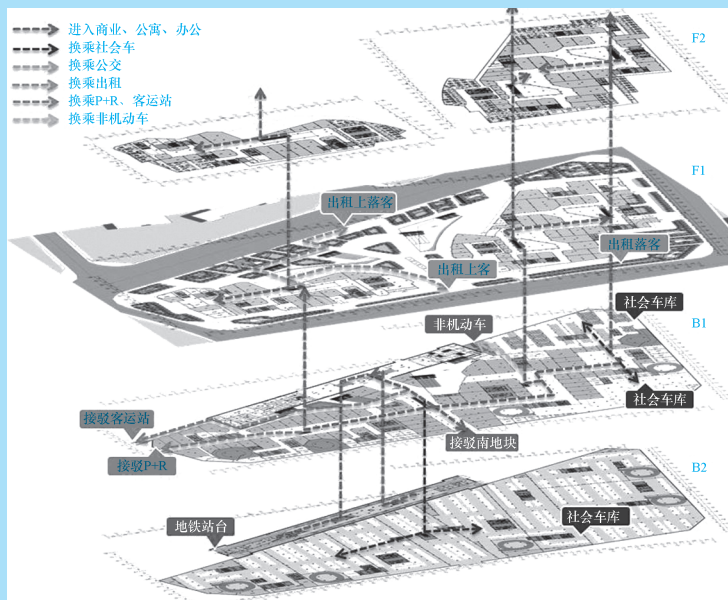 进入商业、公寓、办公
换乘社会车
换乘公交
换乘出租
换乘P+R、客运站
换乘非机动车
F2
F1
出租上落客
出租落客
出租上客
社会车库
非机动车
B1
社会车库
接驳客运站
接驳南地块
接驳P+R
B2
社会车库
地铁站台